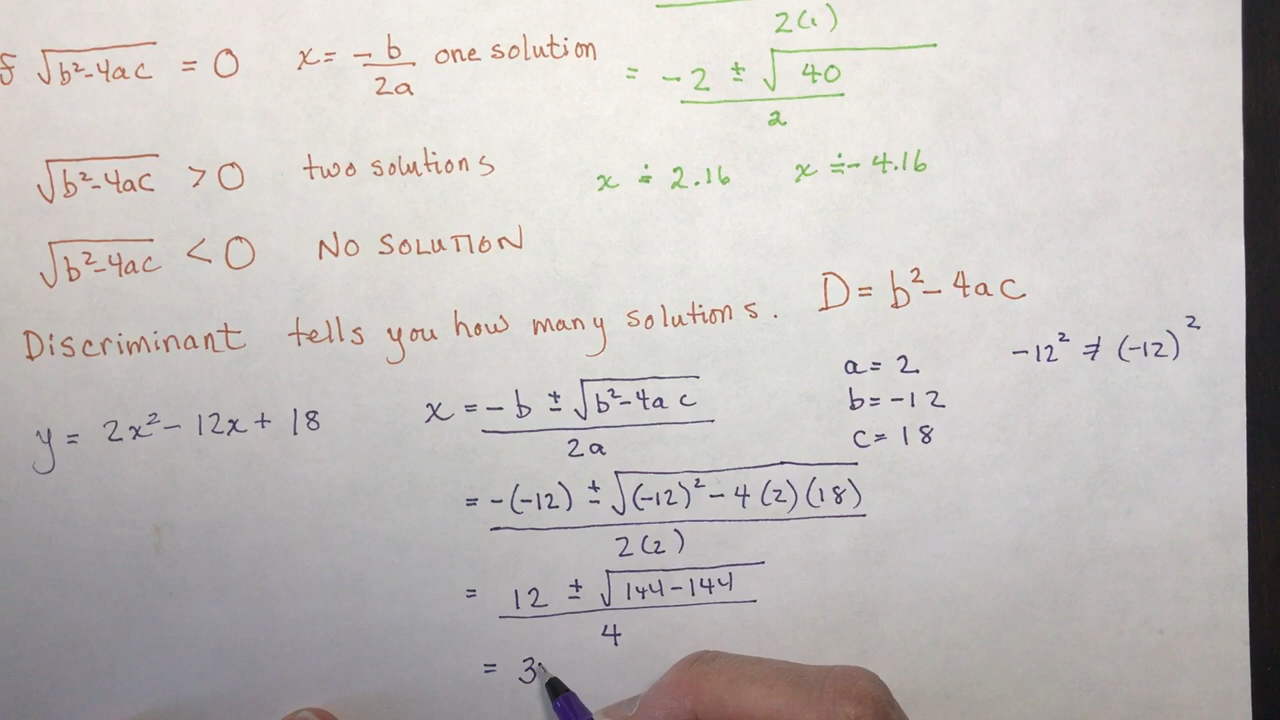 2(1)
√b²-4ac = 0 x = -b/2a one solution
= -2 ± √40 / 2
√b²-4ac > 0 two solutions
x ≐ 2.16 x ≐ -4.16
√b²-4ac < 0 NO SOLUTION
Discriminant tells you how many solutions. D = b²-4ac
-12² ≠ (-12)²
a = 2
b = -12
c = 18
y = 2x² - 12x + 18
x = -b ± √b²-4ac / 2a
= -(-12) ± √(-12)² - 4(2)(18) / 2(2)
= 12 ± √144-144 / 4
= 3